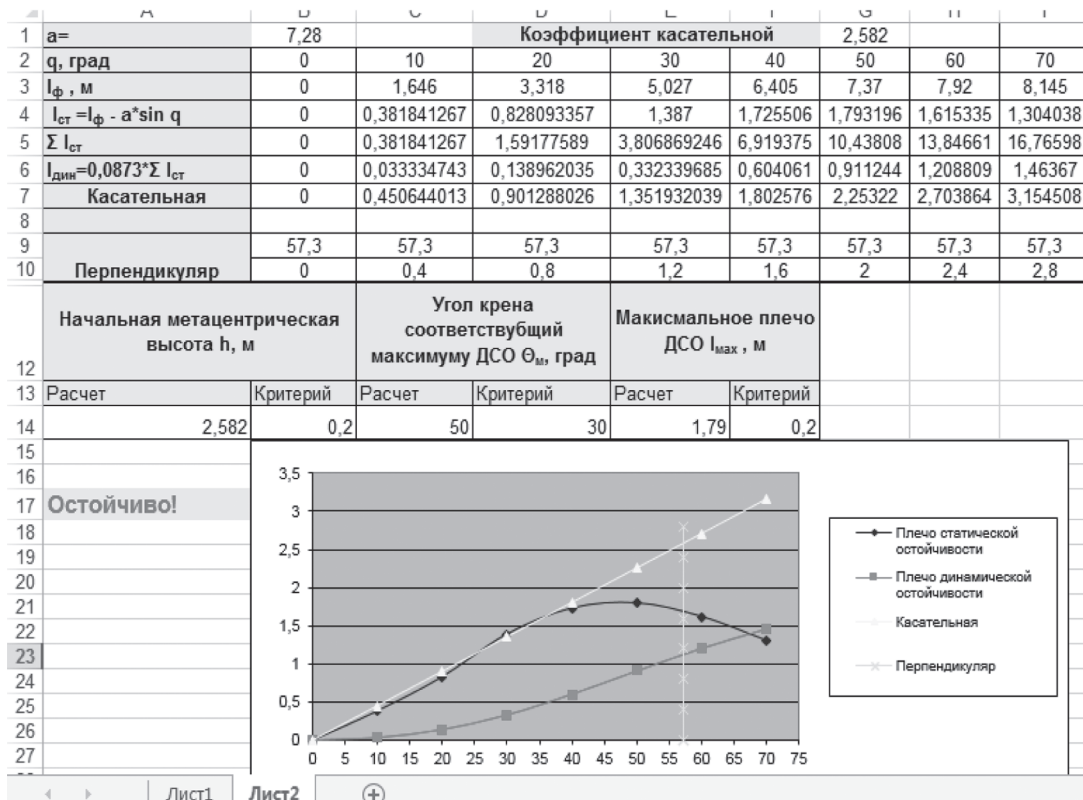 1 a= 7,28 Коэффициент касательной 2,582
2 q, град 0 10 20 30 40 50 60 70
3 lф , м 0 1,646 3,318 5,027 6,405 7,37 7,92 8,145
4 lст =lф - a*sin q 0 0,381841267 0,828093357 1,387 1,725506 1,793196 1,615335 1,304038
5 Σ lст 0 0,381841267 1,59177589 3,806869246 6,919375 10,43808 13,84661 16,76598
6 lдин=0,0873*Σ lст 0 0,033334743 0,138962035 0,332339685 0,604061 0,911244 1,208809 1,46367
7 Касательная 0 0,450644013 0,901288026 1,351932039 1,802576 2,25322 2,703864 3,154508
8
9 57,3 57,3 57,3 57,3 57,3 57,3 57,3 57,3
10 Перпендикуляр 0 0,4 0,8 1,2 1,6 2 2,4 2,8
Начальная метацентрическая
высота h, м
Угол крена
соответствубщий
максимуму ДСО Θм, град
Макисмальное плечо
ДСО lмах , м
12
13 Расчет Критерий Расчет Критерий Расчет Критерий
14 2,582 0,2 50 30 1,79 0,2
15
16
17 Остойчиво!
18
19
20
21
22
23
24
25
26
27
3,5
3
2,5
2
1,5
1
0,5
0
0 5 10 15 20 25 30 35 40 45 50 55 60 65 70 75
Плечо статической
остойчивости
Плечо динамической
остойчивости
Касательная
Перпендикуляр
Лист1 Лист2